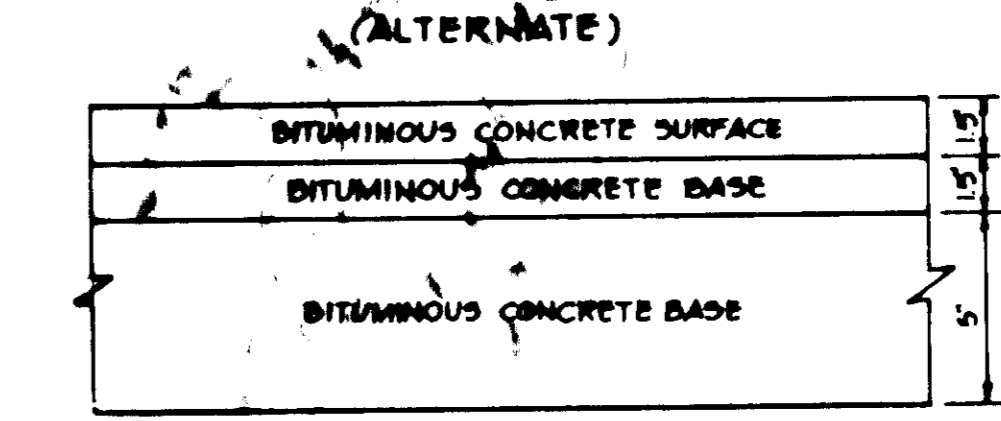 (ALTERNATE)
BITUMINOUS CONCRETE SURFACE
1.5"
BITUMINOUS CONCRETE BASE
1.5"
BITUMINOUS CONCRETE BASE
5"